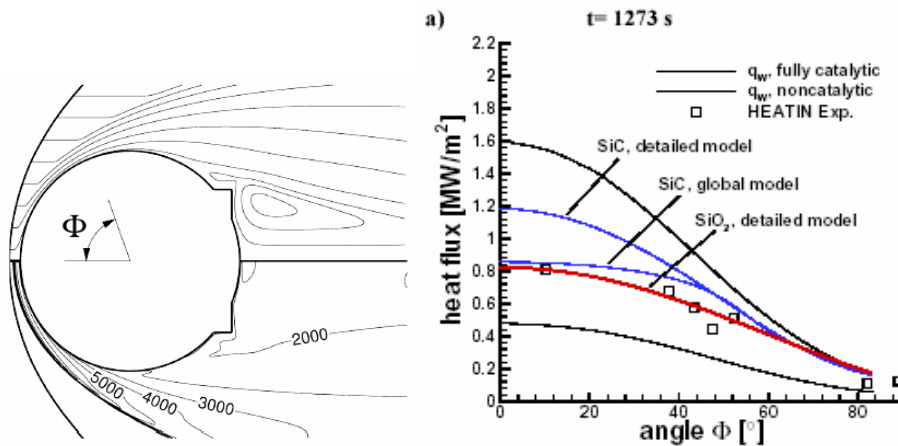 Φ
5000
4000
3000
2000
a)
t= 1273 s
heat flux [MW/m²]
2.2
2
1.8
1.6
1.4
1.2
1
0.8
0.6
0.4
0.2
0
q_w, fully catalytic
q_w, noncatalytic
HEATIN Exp.
SiC, detailed model
SiC, global model
SiO₂, detailed model
0
20
40
60
80
angle Φ [°]